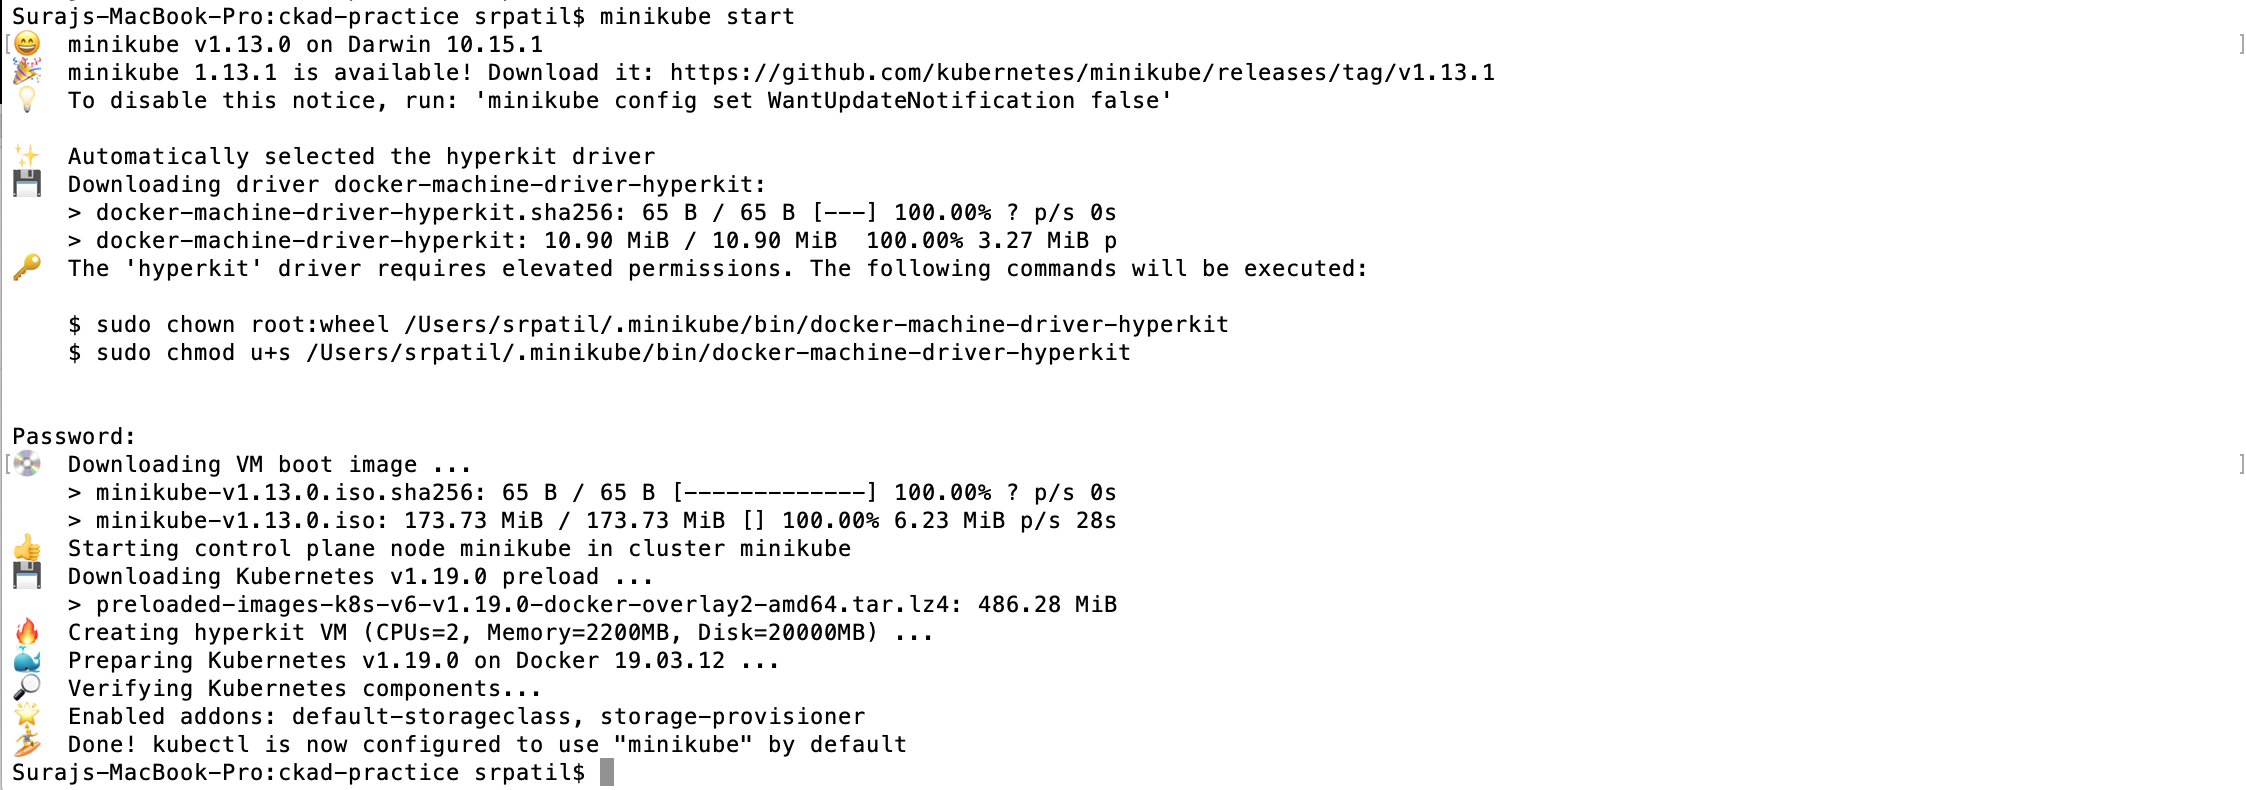 Surajs-MacBook-Pro:ckad-practice srpatil$ minikube start
[😄  minikube v1.13.0 on Darwin 10.15.1 ]
🎉  minikube 1.13.1 is available! Download it: https://github.com/kubernetes/minikube/releases/tag/v1.13.1
💡  To disable this notice, run: 'minikube config set WantUpdateNotification false'
✨  Automatically selected the hyperkit driver
💾  Downloading driver docker-machine-driver-hyperkit:
> docker-machine-driver-hyperkit.sha256: 65 B / 65 B [---] 100.00% ? p/s 0s
> docker-machine-driver-hyperkit: 10.90 MiB / 10.90 MiB  100.00% 3.27 MiB p
🔑  The 'hyperkit' driver requires elevated permissions. The following commands will be executed:
$ sudo chown root:wheel /Users/srpatil/.minikube/bin/docker-machine-driver-hyperkit
$ sudo chmod u+s /Users/srpatil/.minikube/bin/docker-machine-driver-hyperkit
Password:
[💿  Downloading VM boot image ... ]
> minikube-v1.13.0.iso.sha256: 65 B / 65 B [-------------] 100.00% ? p/s 0s
> minikube-v1.13.0.iso: 173.73 MiB / 173.73 MiB [] 100.00% 6.23 MiB p/s 28s
👍  Starting control plane node minikube in cluster minikube
💾  Downloading Kubernetes v1.19.0 preload ...
> preloaded-images-k8s-v6-v1.19.0-docker-overlay2-amd64.tar.lz4: 486.28 MiB
🔥  Creating hyperkit VM (CPUs=2, Memory=2200MB, Disk=20000MB) ...
🐳  Preparing Kubernetes v1.19.0 on Docker 19.03.12 ...
🔎  Verifying Kubernetes components...
🌟  Enabled addons: default-storageclass, storage-provisioner
🏄  Done! kubectl is now configured to use "minikube" by default
Surajs-MacBook-Pro:ckad-practice srpatil$